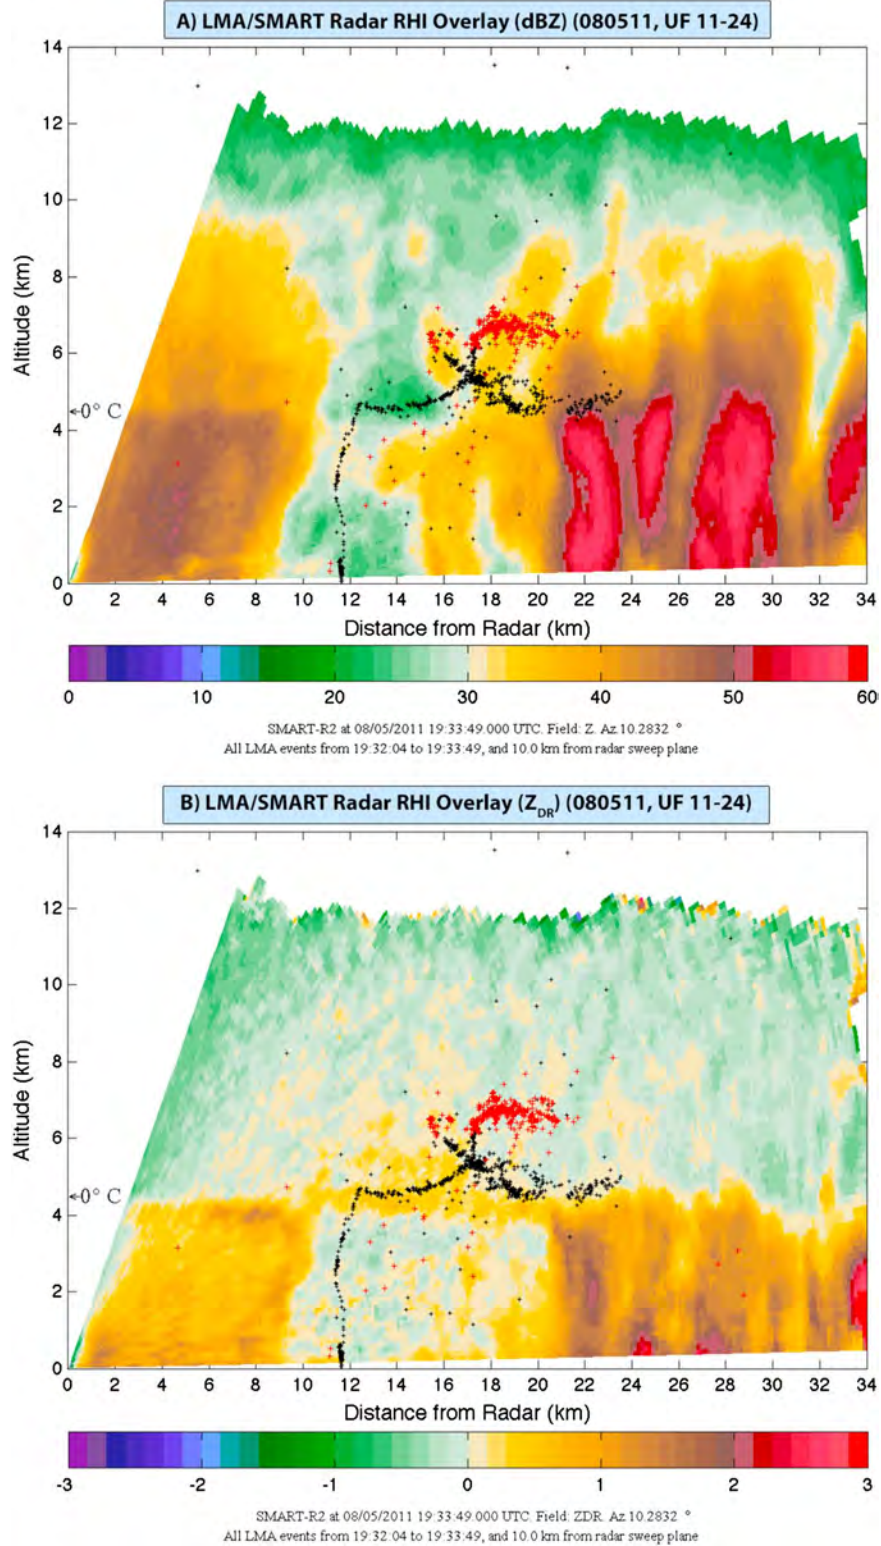 A) LMA/SMART Radar RHI Overlay (dBZ) (080511, UF 11-24)
14
12
10
8
6
4
2
0
Altitude (km)
0° C
0 2 4 6 8 10 12 14 16 18 20 22 24 26 28 30 32 34
Distance from Radar (km)
0 10 20 30 40 50 60
SMART-R2 at 08/05/2011 19:33:49.000 UTC. Field: Z. Az.10.2832 °
All LMA events from 19:32:04 to 19:33:49, and 10.0 km from radar sweep plane
B) LMA/SMART Radar RHI Overlay (ZDR) (080511, UF 11-24)
14
12
10
8
6
4
2
0
Altitude (km)
0° C
0 2 4 6 8 10 12 14 16 18 20 22 24 26 28 30 32 34
Distance from Radar (km)
-3 -2 -1 0 1 2 3
SMART-R2 at 08/05/2011 19:33:49.000 UTC. Field: ZDR. Az.10.2832 °
All LMA events from 19:32:04 to 19:33:49, and 10.0 km from radar sweep plane